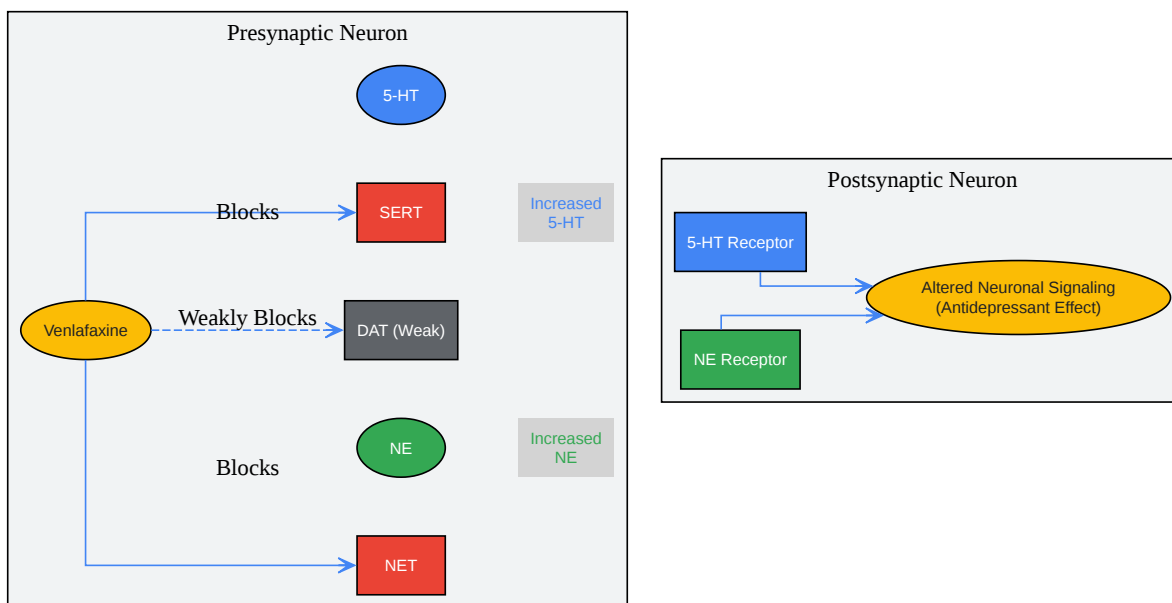 Presynaptic Neuron
5-HT
Blocks
SERT
Increased
5-HT
Venlafaxine
Weakly Blocks
DAT (Weak)
NE
Increased
NE
Blocks
NET
Postsynaptic Neuron
5-HT Receptor
Altered Neuronal Signaling
(Antidepressant Effect)
NE Receptor